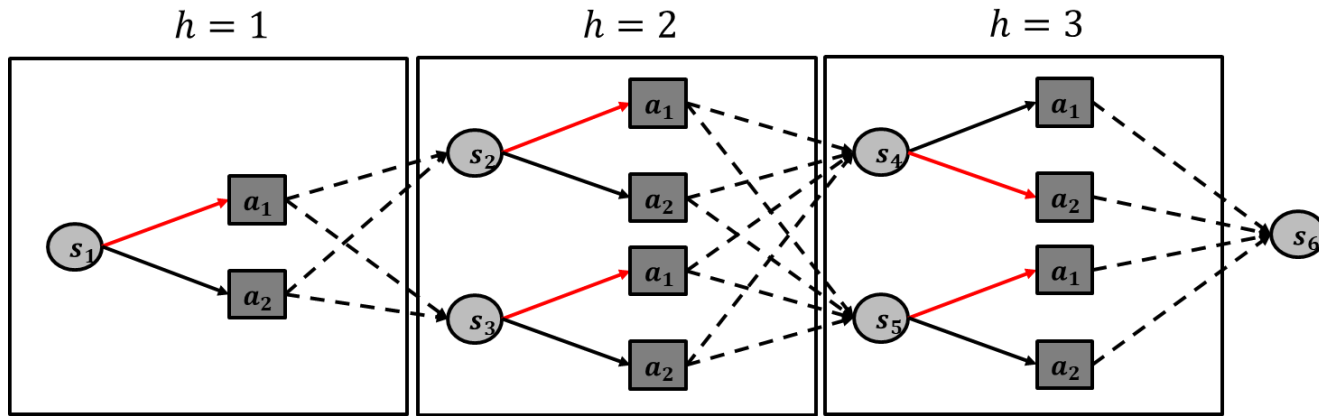 h = 1
h = 2
h = 3
s₁
a₁
a₂
s₂
a₁
a₂
s₃
a₁
a₂
s₄
a₁
a₂
s₅
a₁
a₂
s₆